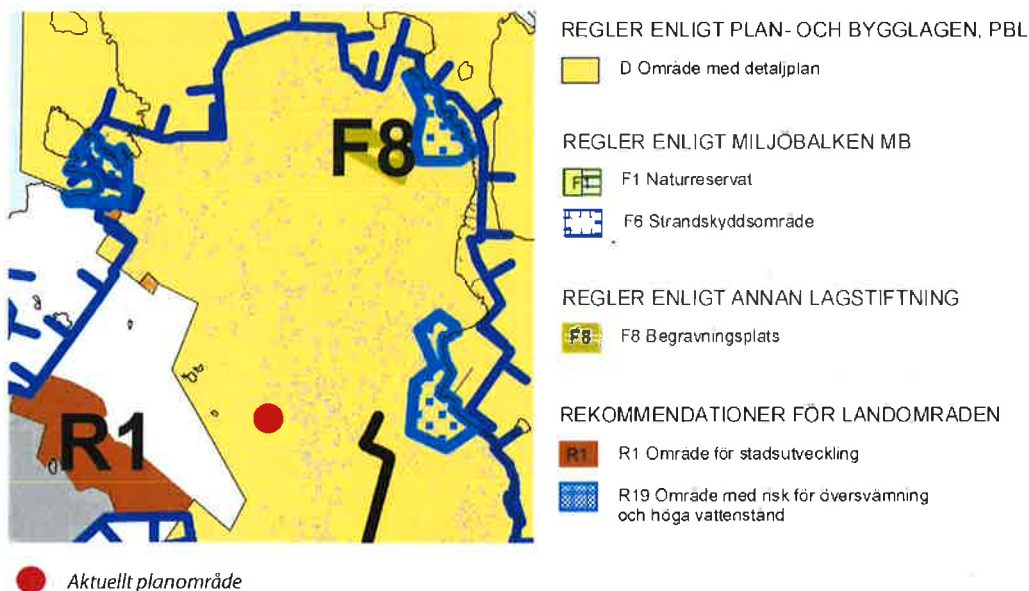 F8
R1
REGLER ENLIGT PLAN- OCH BYGGLAGEN, PBL
D Område med detaljplan
REGLER ENLIGT MILJÖBALKEN MB
F1 F1 Naturreservat
F6 Strandskyddsområde
REGLER ENLIGT ANNAN LAGSTIFTNING
F8 F8 Begravningsplats
REKOMMENDATIONER FÖR LANDOMRÅDEN
R1 R1 Område för stadsutveckling
R19 Område med risk för översvämning
och höga vattenstånd
Aktuellt planområde